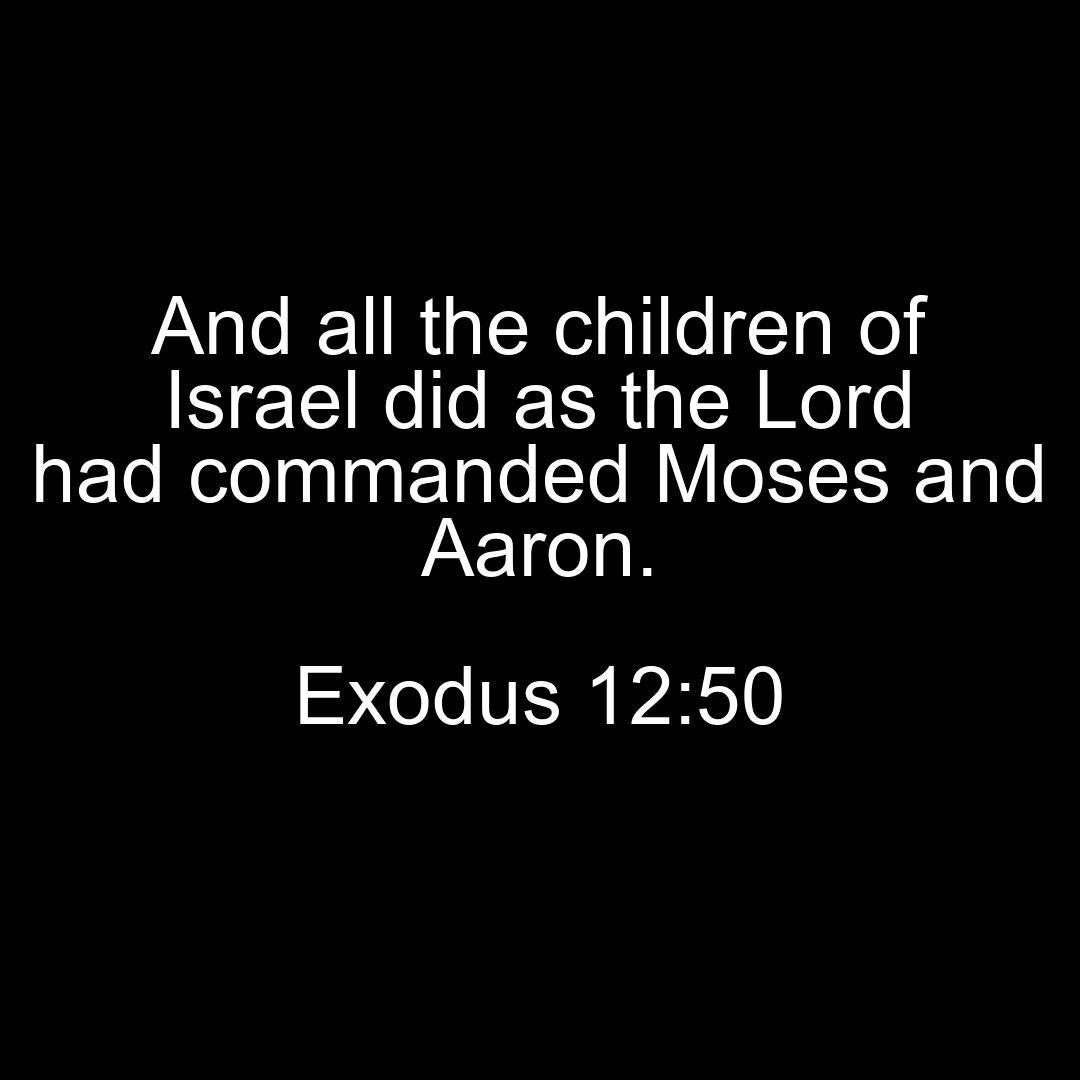 And all the children of
Israel did as the Lord
had commanded Moses and
Aaron.
Exodus 12:50